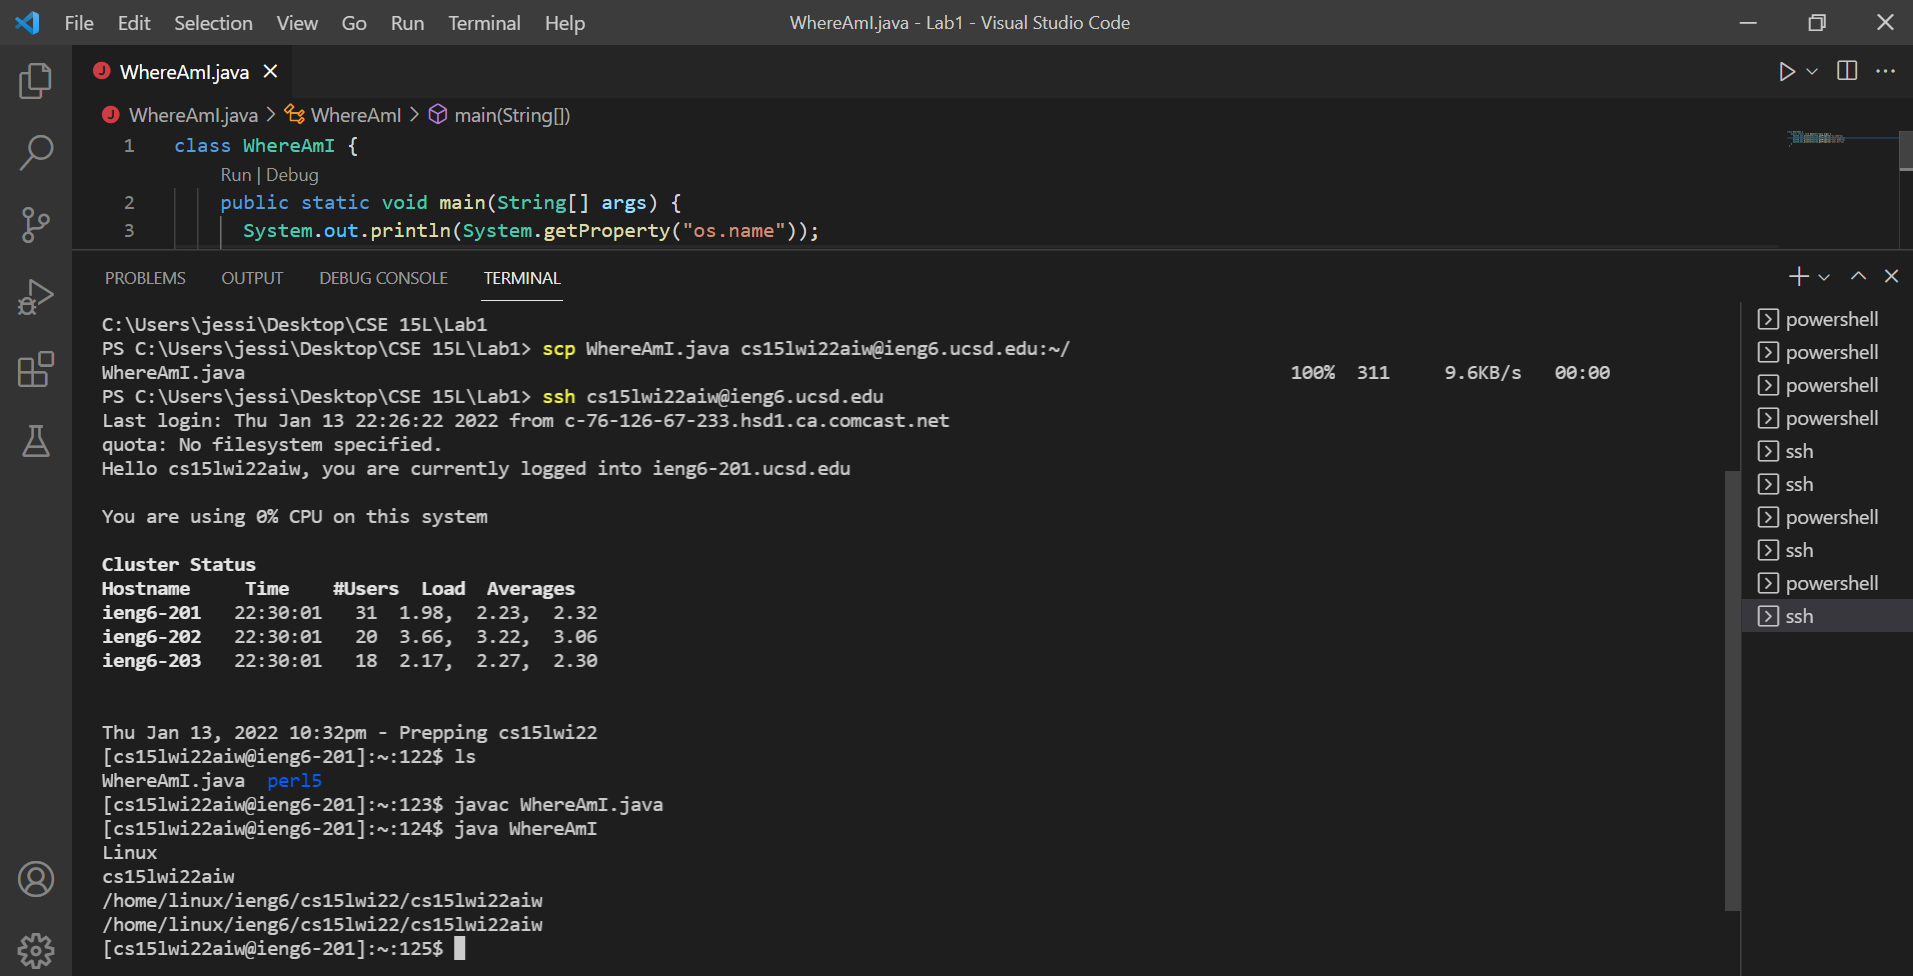 File Edit Selection View Go Run Terminal Help WhereAmI.java - Lab1 - Visual Studio Code
WhereAmI.java
WhereAmI.java > WhereAmI > main(String[])
1 class WhereAmI {
Run | Debug
2 public static void main(String[] args) {
3 System.out.println(System.getProperty("os.name"));
PROBLEMS OUTPUT DEBUG CONSOLE TERMINAL
C:\Users\jessi\Desktop\CSE 15L\Lab1
PS C:\Users\jessi\Desktop\CSE 15L\Lab1> scp WhereAmI.java cs15lwi22aiw@ieng6.ucsd.edu:~/
WhereAmI.java 100% 311 9.6KB/s 00:00
PS C:\Users\jessi\Desktop\CSE 15L\Lab1> ssh cs15lwi22aiw@ieng6.ucsd.edu
Last login: Thu Jan 13 22:26:22 2022 from c-76-126-67-233.hsd1.ca.comcast.net
quota: No filesystem specified.
Hello cs15lwi22aiw, you are currently logged into ieng6-201.ucsd.edu
You are using 0% CPU on this system
Cluster Status
Hostname Time #Users Load Averages
ieng6-201 22:30:01 31 1.98, 2.23, 2.32
ieng6-202 22:30:01 20 3.66, 3.22, 3.06
ieng6-203 22:30:01 18 2.17, 2.27, 2.30
Thu Jan 13, 2022 10:32pm - Prepping cs15lwi22
[cs15lwi22aiw@ieng6-201]:~:122$ ls
WhereAmI.java perl5
[cs15lwi22aiw@ieng6-201]:~:123$ javac WhereAmI.java
[cs15lwi22aiw@ieng6-201]:~:124$ java WhereAmI
Linux
cs15lwi22aiw
/home/linux/ieng6/cs15lwi22/cs15lwi22aiw
/home/linux/ieng6/cs15lwi22/cs15lwi22aiw
[cs15lwi22aiw@ieng6-201]:~:125$
powershell
powershell
powershell
powershell
ssh
ssh
powershell
ssh
powershell
ssh